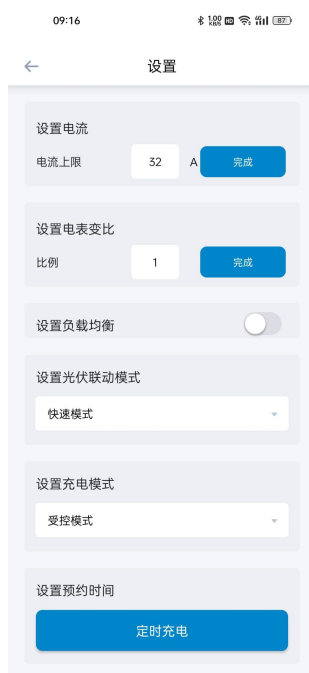 09:16
1.00 KB/S HD 4G 87
设置
设置电流
电流上限 32 A 完成
设置电表变比
比例 1 完成
设置负载均衡
设置光伏联动模式
快速模式
设置充电模式
受控模式
设置预约时间
定时充电